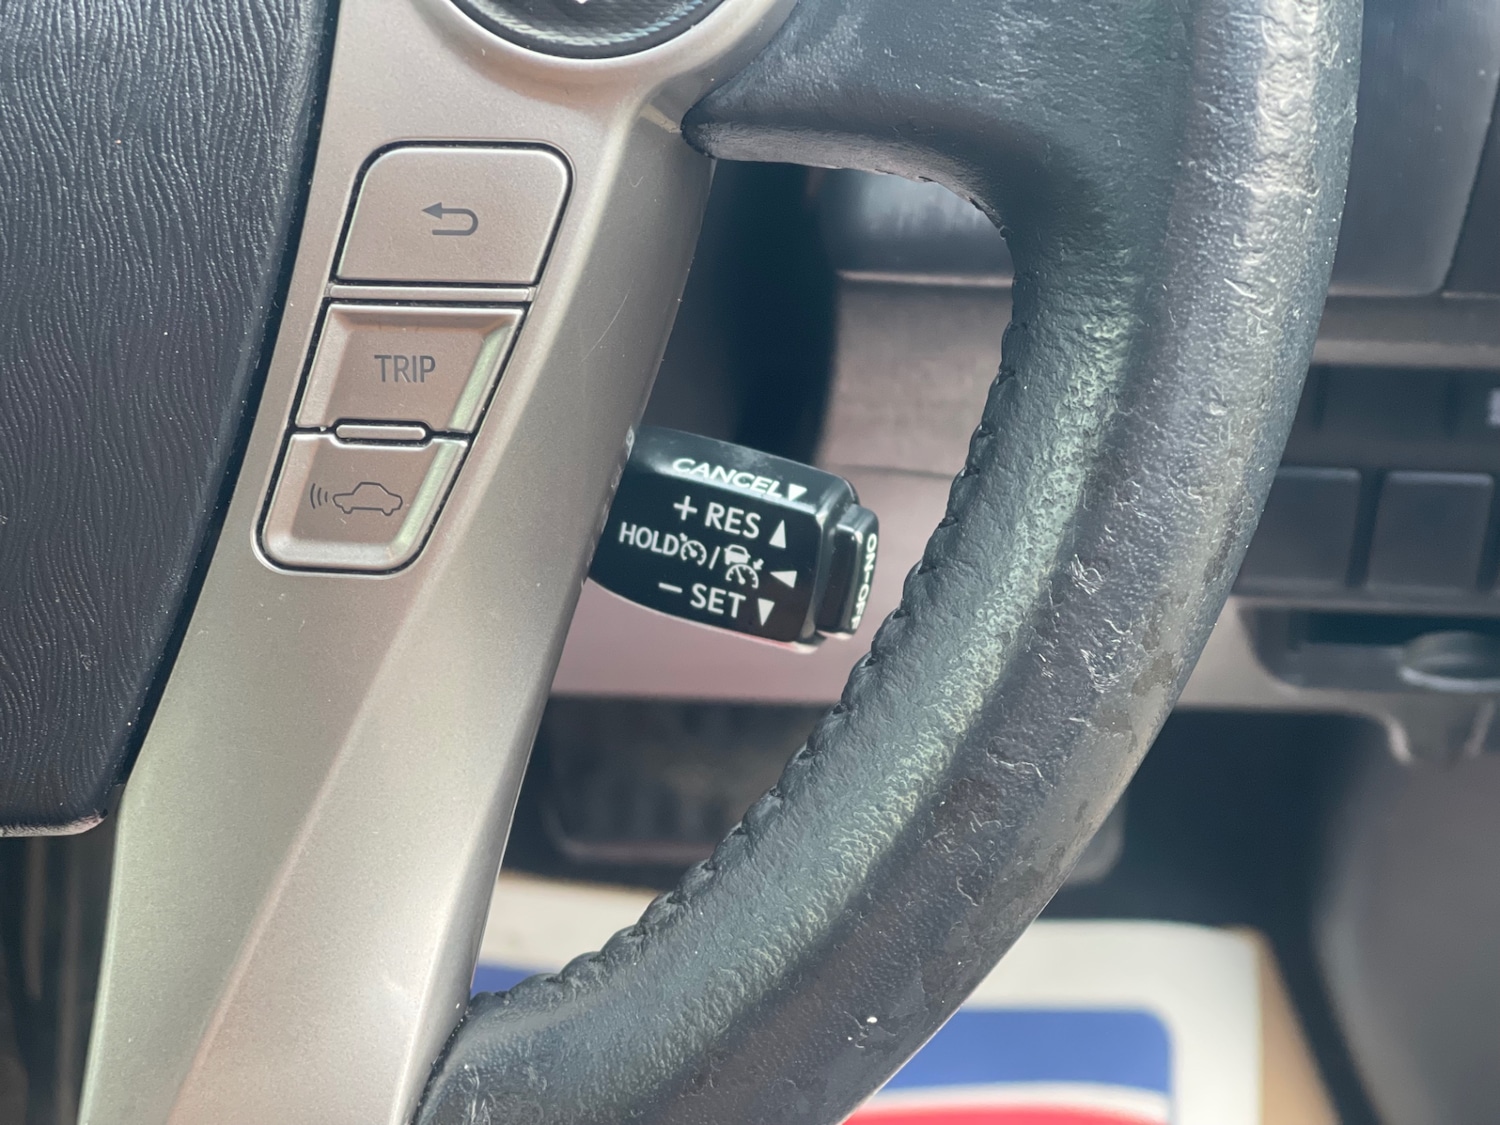 TRIP
CANCEL▼
+ RES ▲
HOLD / ◀
− SET ▼
ON-OFF